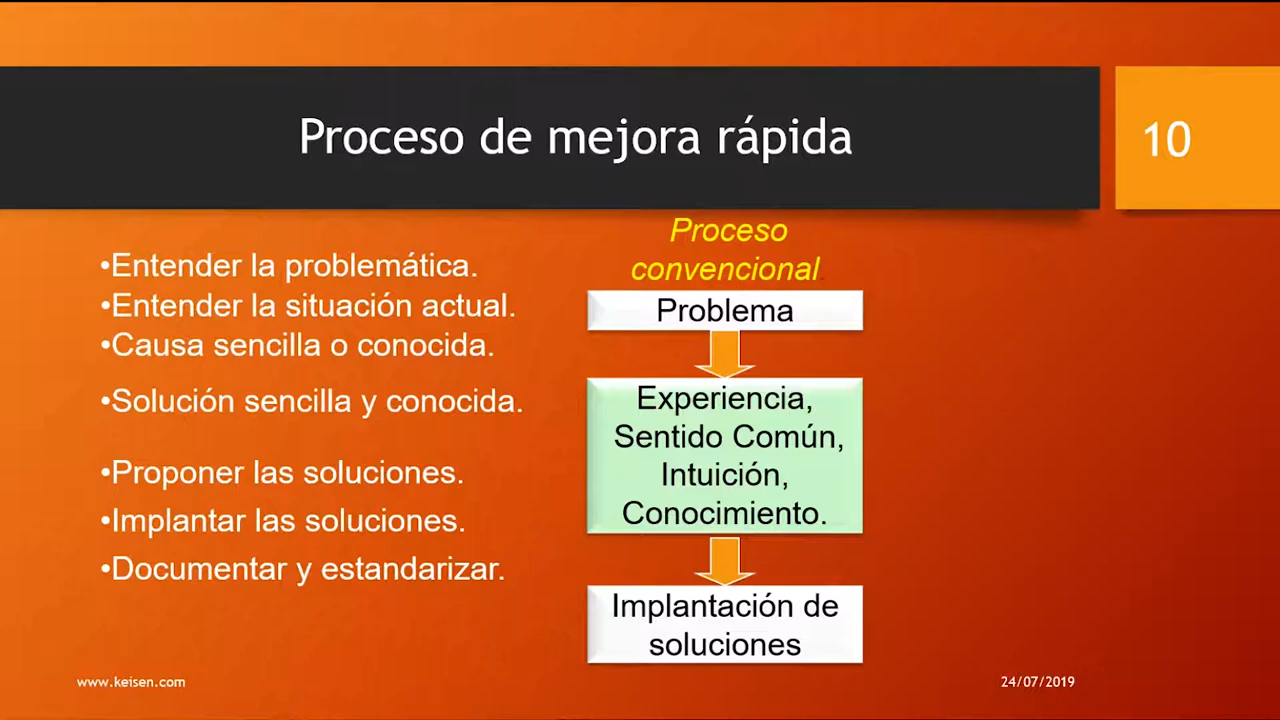 Proceso de mejora rápida
10
•Entender la problemática.
•Entender la situación actual.
•Causa sencilla o conocida.
•Solución sencilla y conocida.
•Proponer las soluciones.
•Implantar las soluciones.
•Documentar y estandarizar.
Proceso
convencional
Problema
Experiencia,
Sentido Común,
Intuición,
Conocimiento.
Implantación de
soluciones
www.keisen.com
24/07/2019